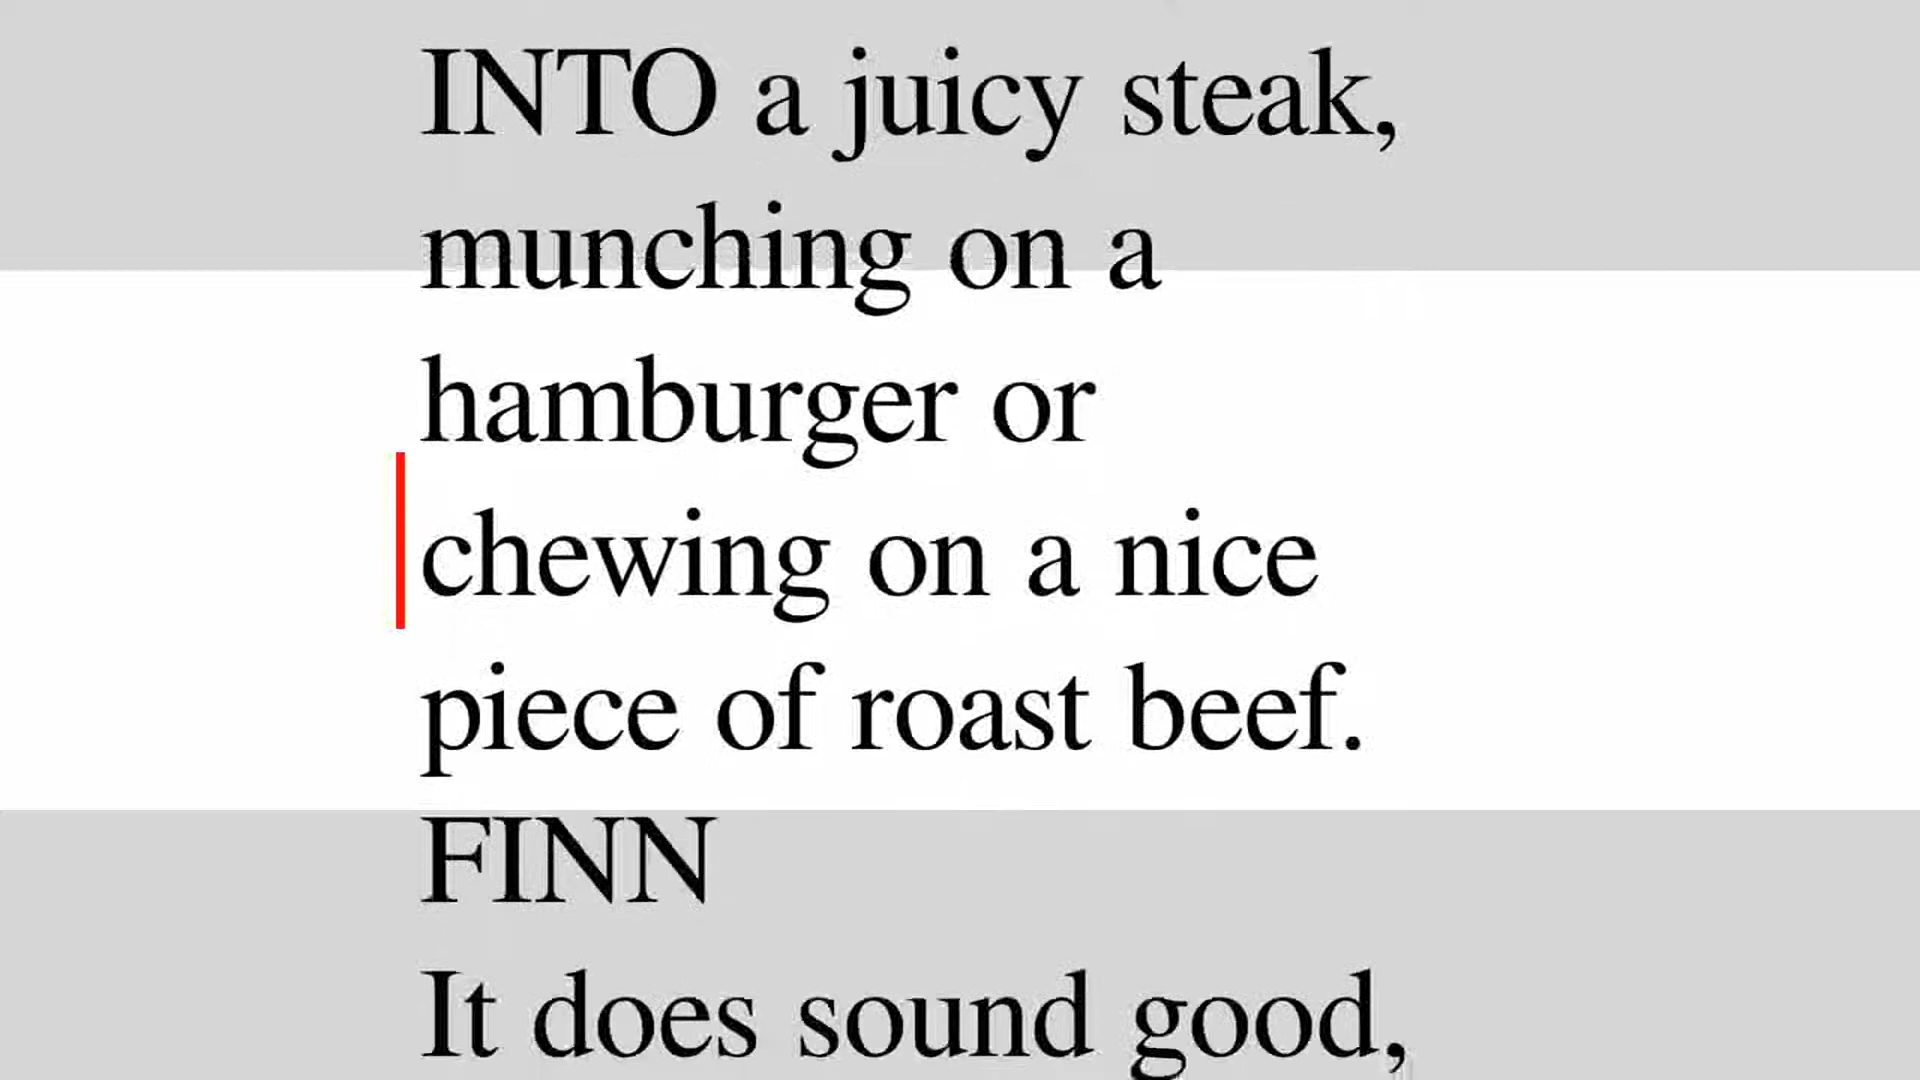 INTO a juicy steak,
munching on a
hamburger or
chewing on a nice
piece of roast beef.
FINN
It does sound good,